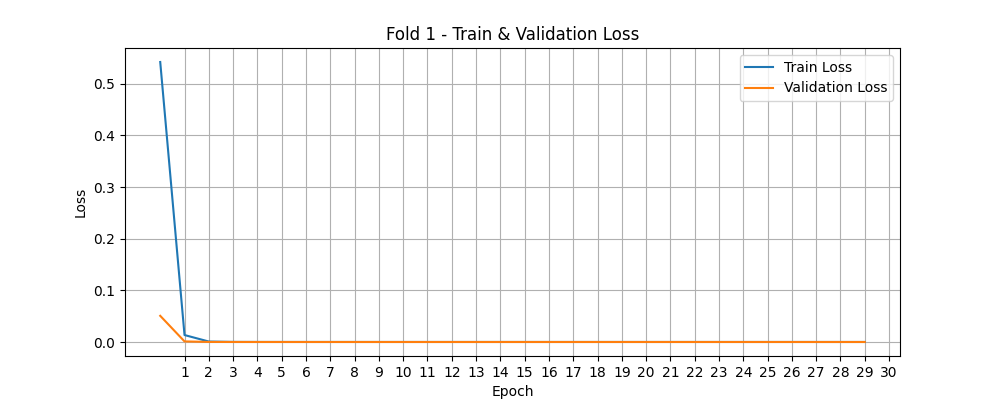 Fold 1 - Train & Validation Loss
Train Loss
Validation Loss
0.5
0.4
0.3
0.2
0.1
0.0
Loss
1 2 3 4 5 6 7 8 9 10 11 12 13 14 15 16 17 18 19 20 21 22 23 24 25 26 27 28 29 30
Epoch